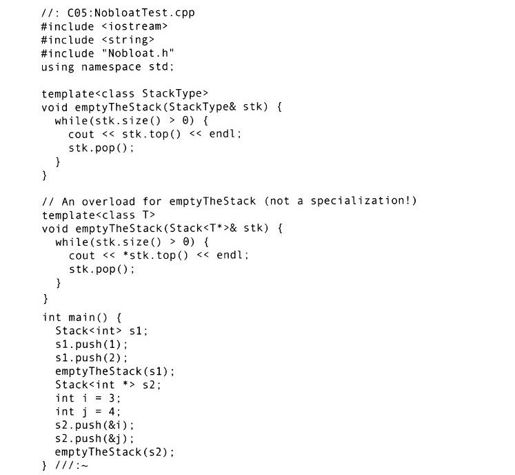 //: C05:NobloatTest.cpp
#include <iostream>
#include <string>
#include "Nobloat.h"
using namespace std;

template<class StackType>
void emptyTheStack(StackType& stk) {
  while(stk.size() > 0) {
    cout << stk.top() << endl;
    stk.pop();
  }
}

// An overload for emptyTheStack (not a specialization!)
template<class T>
void emptyTheStack(Stack<T*>& stk) {
  while(stk.size() > 0) {
    cout << *stk.top() << endl;
    stk.pop();
  }
}
int main() {
  Stack<int> s1;
  s1.push(1);
  s1.push(2);
  emptyTheStack(s1);
  Stack<int *> s2;
  int i = 3;
  int j = 4;
  s2.push(&i);
  s2.push(&j);
  emptyTheStack(s2);
} ///:~